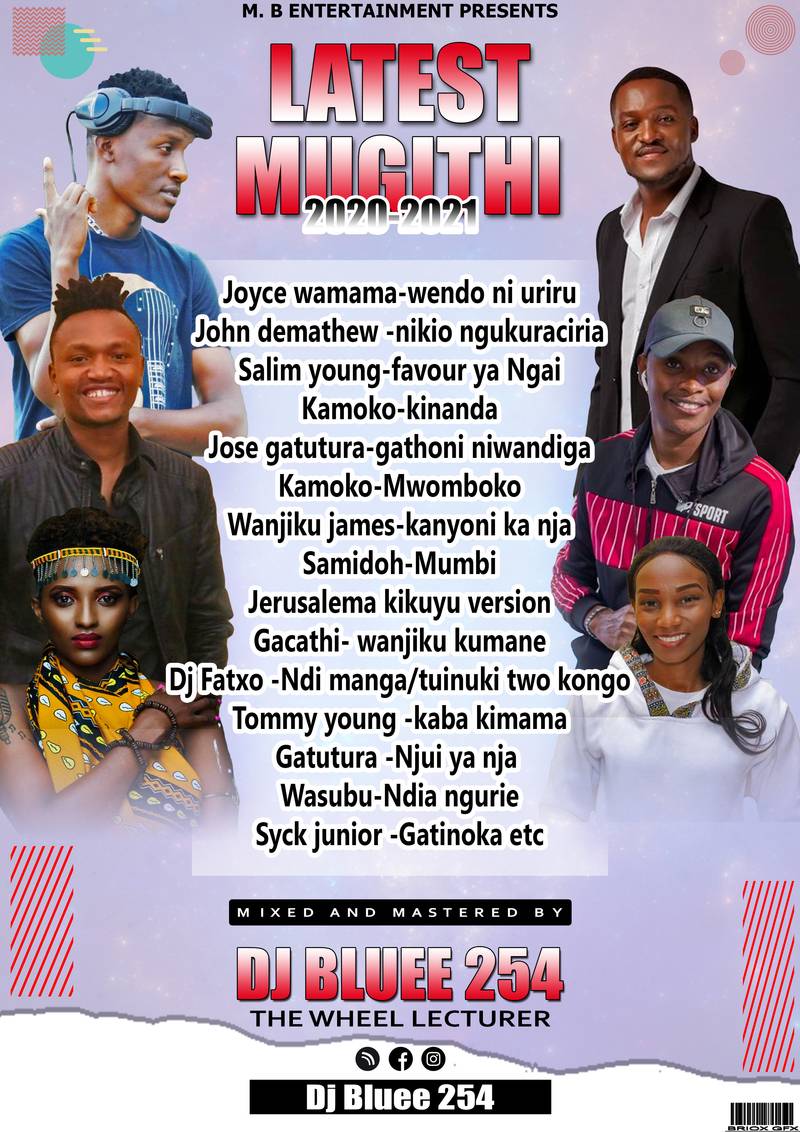 M. B ENTERTAINMENT PRESENTS
LATEST
MUGITHI
2020-2021
Joyce wamama-wendo ni uriru
John demathew -nikio ngukuraciria
Salim young-favour ya Ngai
Kamoko-kinanda
Jose gatutura-gathoni niwandiga
Kamoko-Mwomboko
Wanjiku james-kanyoni ka nja
Samidoh-Mumbi
Jerusalema kikuyu version
Gacathi- wanjiku kumane
Dj Fatxo -Ndi manga/tuinuki two kongo
Tommy young -kaba kimama
Gatutura -Njui ya nja
Wasubu-Ndia ngurie
Syck junior -Gatinoka etc
SPORT
MIXED AND MASTERED BY
DJ BLUEE 254
THE WHEEL LECTURER
Dj Bluee 254
BRIOX GFX